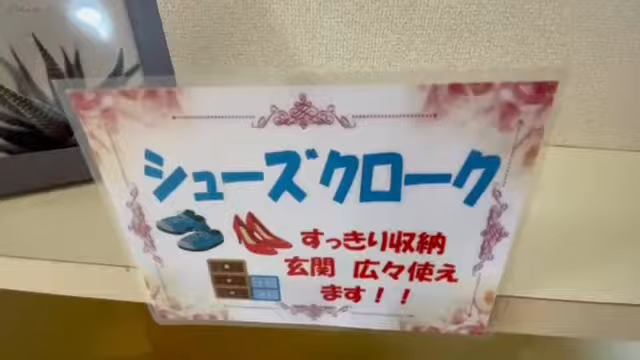 シューズクローク
すっきり収納
玄関 広々使え
ます！！